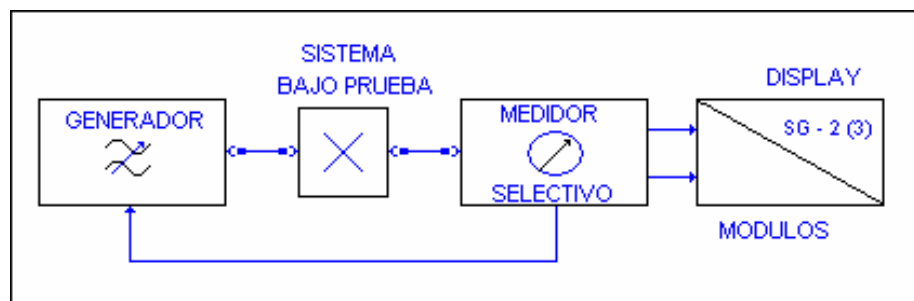 SISTEMA
BAJO PRUEBA
DISPLAY
GENERADOR
MEDIDOR
SG - 2 (3)
SELECTIVO
MODULOS